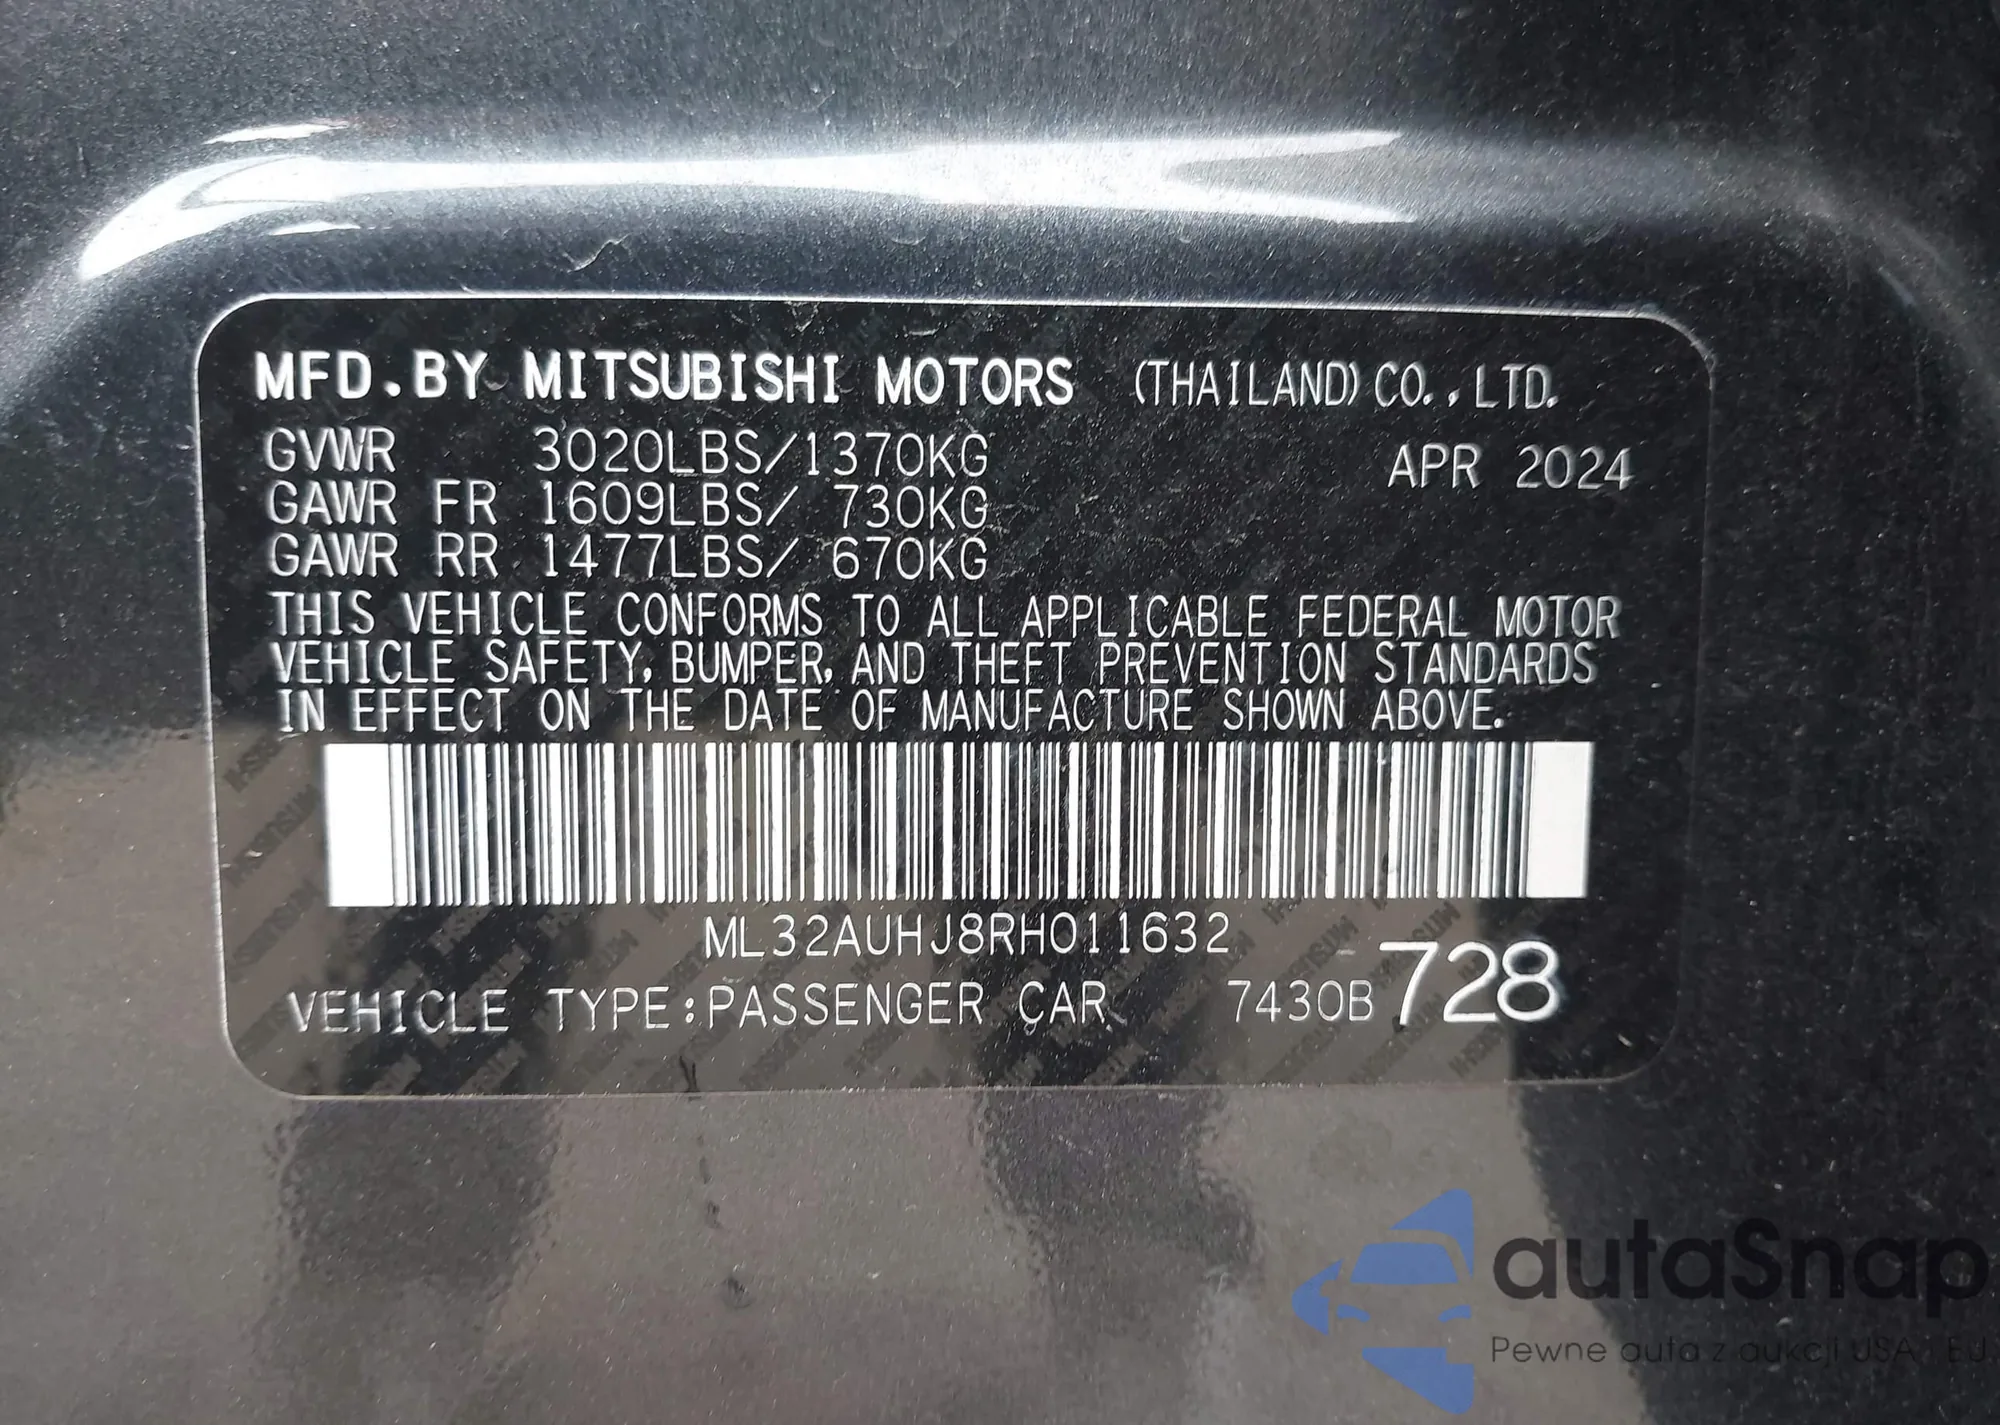 MFD.BY MITSUBISHI MOTORS (THAILAND) CO.,LTD.
GVWR 3020LBS/1370KG APR 2024
GAWR FR 1609LBS/ 730KG
GAWR RR 1477LBS/ 670KG
THIS VEHICLE CONFORMS TO ALL APPLICABLE FEDERAL MOTOR
VEHICLE SAFETY, BUMPER, AND THEFT PREVENTION STANDARDS
IN EFFECT ON THE DATE OF MANUFACTURE SHOWN ABOVE.
ML32AUHJ8RH011632
VEHICLE TYPE:PASSENGER CAR 7430B 728
autaSnap
Pewne auta z aukcji USA i EU